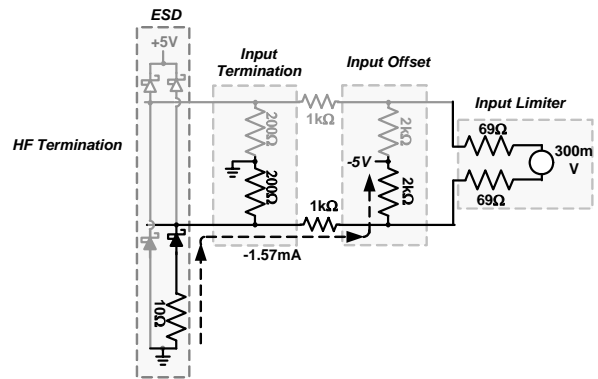 ESD
+5V
Input
Termination
Input Offset
Input Limiter
HF Termination
200Ω
200Ω
1kΩ
1kΩ
2kΩ
2kΩ
-5V
69Ω
69Ω
300m
V
-1.57mA
10Ω